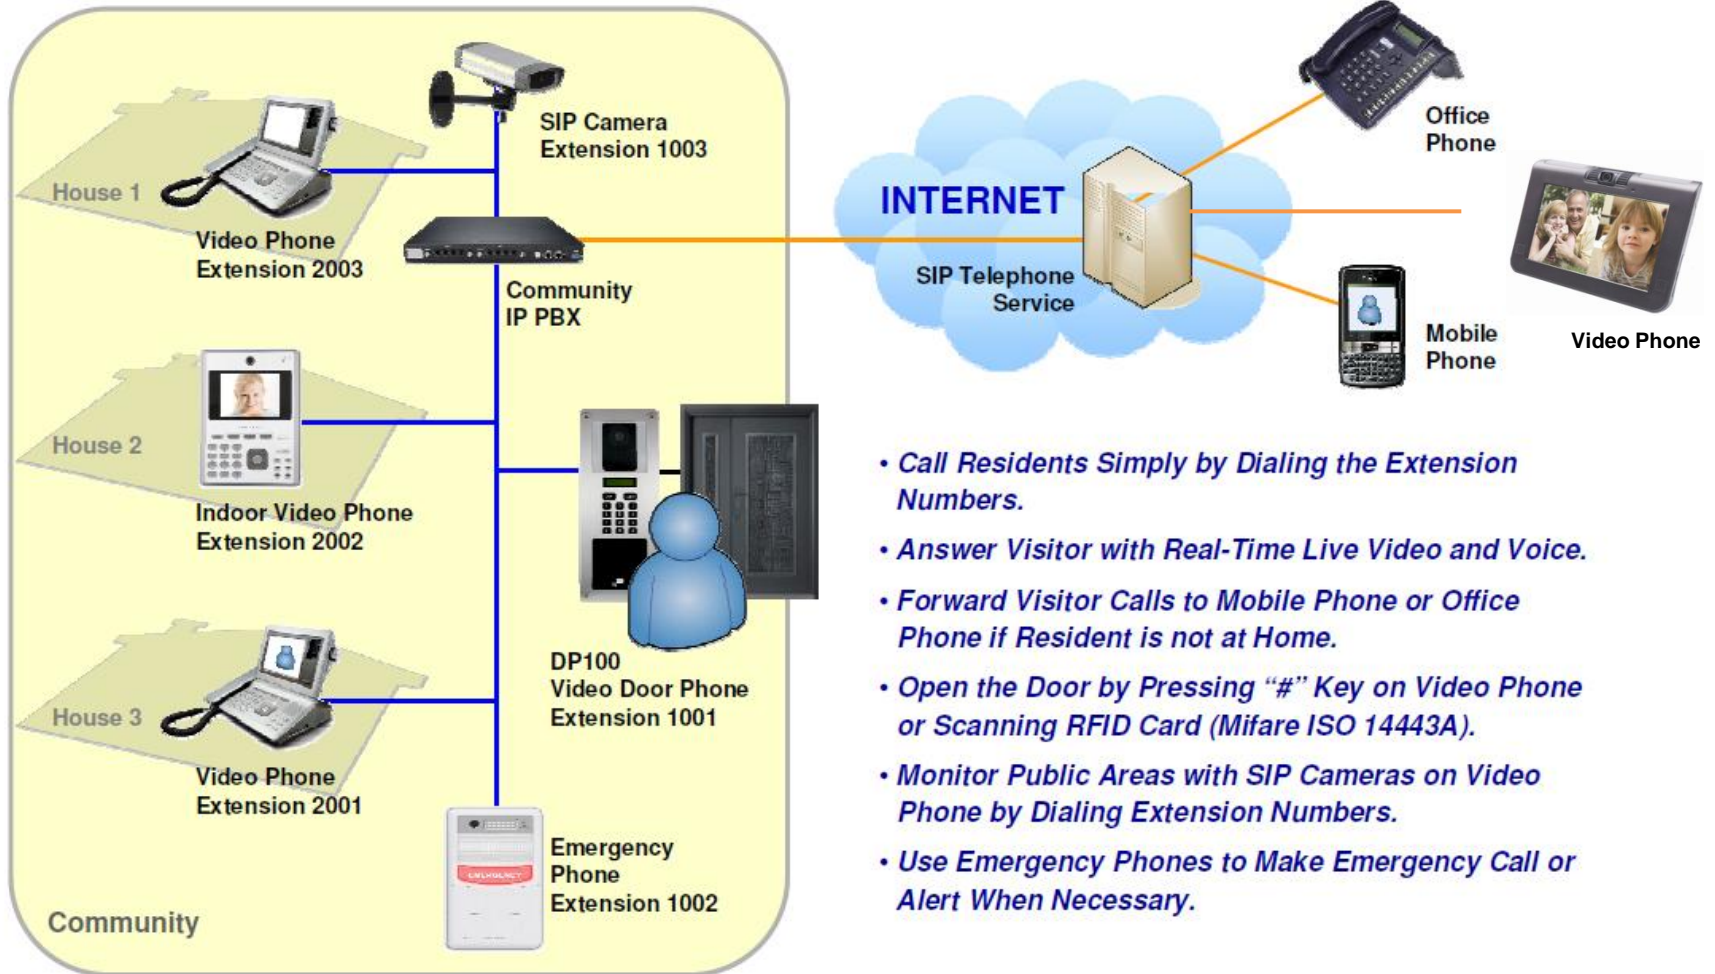 SIP Camera
Extension 1003
House 1
Video Phone
Extension 2003
Community
IP PBX
House 2
Indoor Video Phone
Extension 2002
DP100
Video Door Phone
Extension 1001
House 3
Video Phone
Extension 2001
EMERGENCY
Emergency
Phone
Extension 1002
Community
INTERNET
SIP Telephone
Service
Office
Phone
Mobile
Phone
Video Phone
• Call Residents Simply by Dialing the Extension
Numbers.
• Answer Visitor with Real-Time Live Video and Voice.
• Forward Visitor Calls to Mobile Phone or Office
Phone if Resident is not at Home.
• Open the Door by Pressing “#” Key on Video Phone
or Scanning RFID Card (Mifare ISO 14443A).
• Monitor Public Areas with SIP Cameras on Video
Phone by Dialing Extension Numbers.
• Use Emergency Phones to Make Emergency Call or
Alert When Necessary.